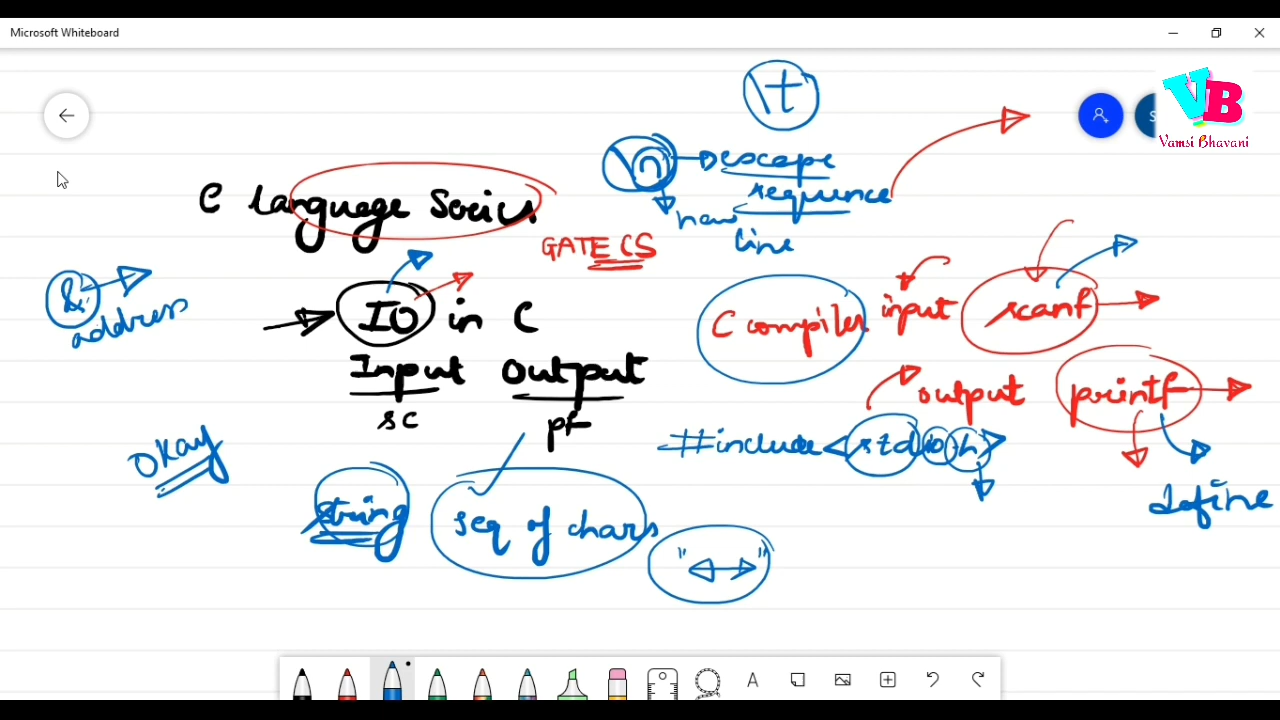 Microsoft Whiteboard
VB
Vamsi Bhavani
\t
\n escape
sequence
new
line
C language Series
GATE CS
&
address
IO in C
Input Output
sc pf
C compiler
input scanf
output printf
#include <stdio.h>
define
okay
string seq of chars
" "
A